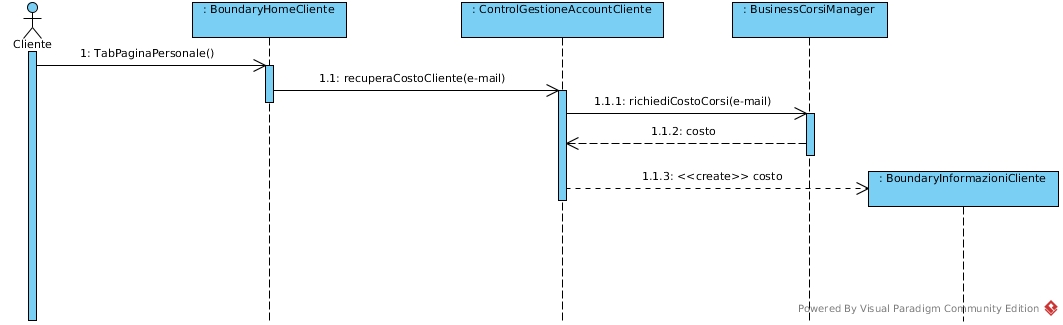 : BoundaryHomeCliente
: ControlGestioneAccountCliente
: BusinessCorsiManager
Cliente
1: TabPaginaPersonale()
1.1: recuperaCostoCliente(e-mail)
1.1.1: richiediCostoCorsi(e-mail)
1.1.2: costo
1.1.3: <<create>> costo
: BoundaryInformazioniCliente
Powered By Visual Paradigm Community Edition